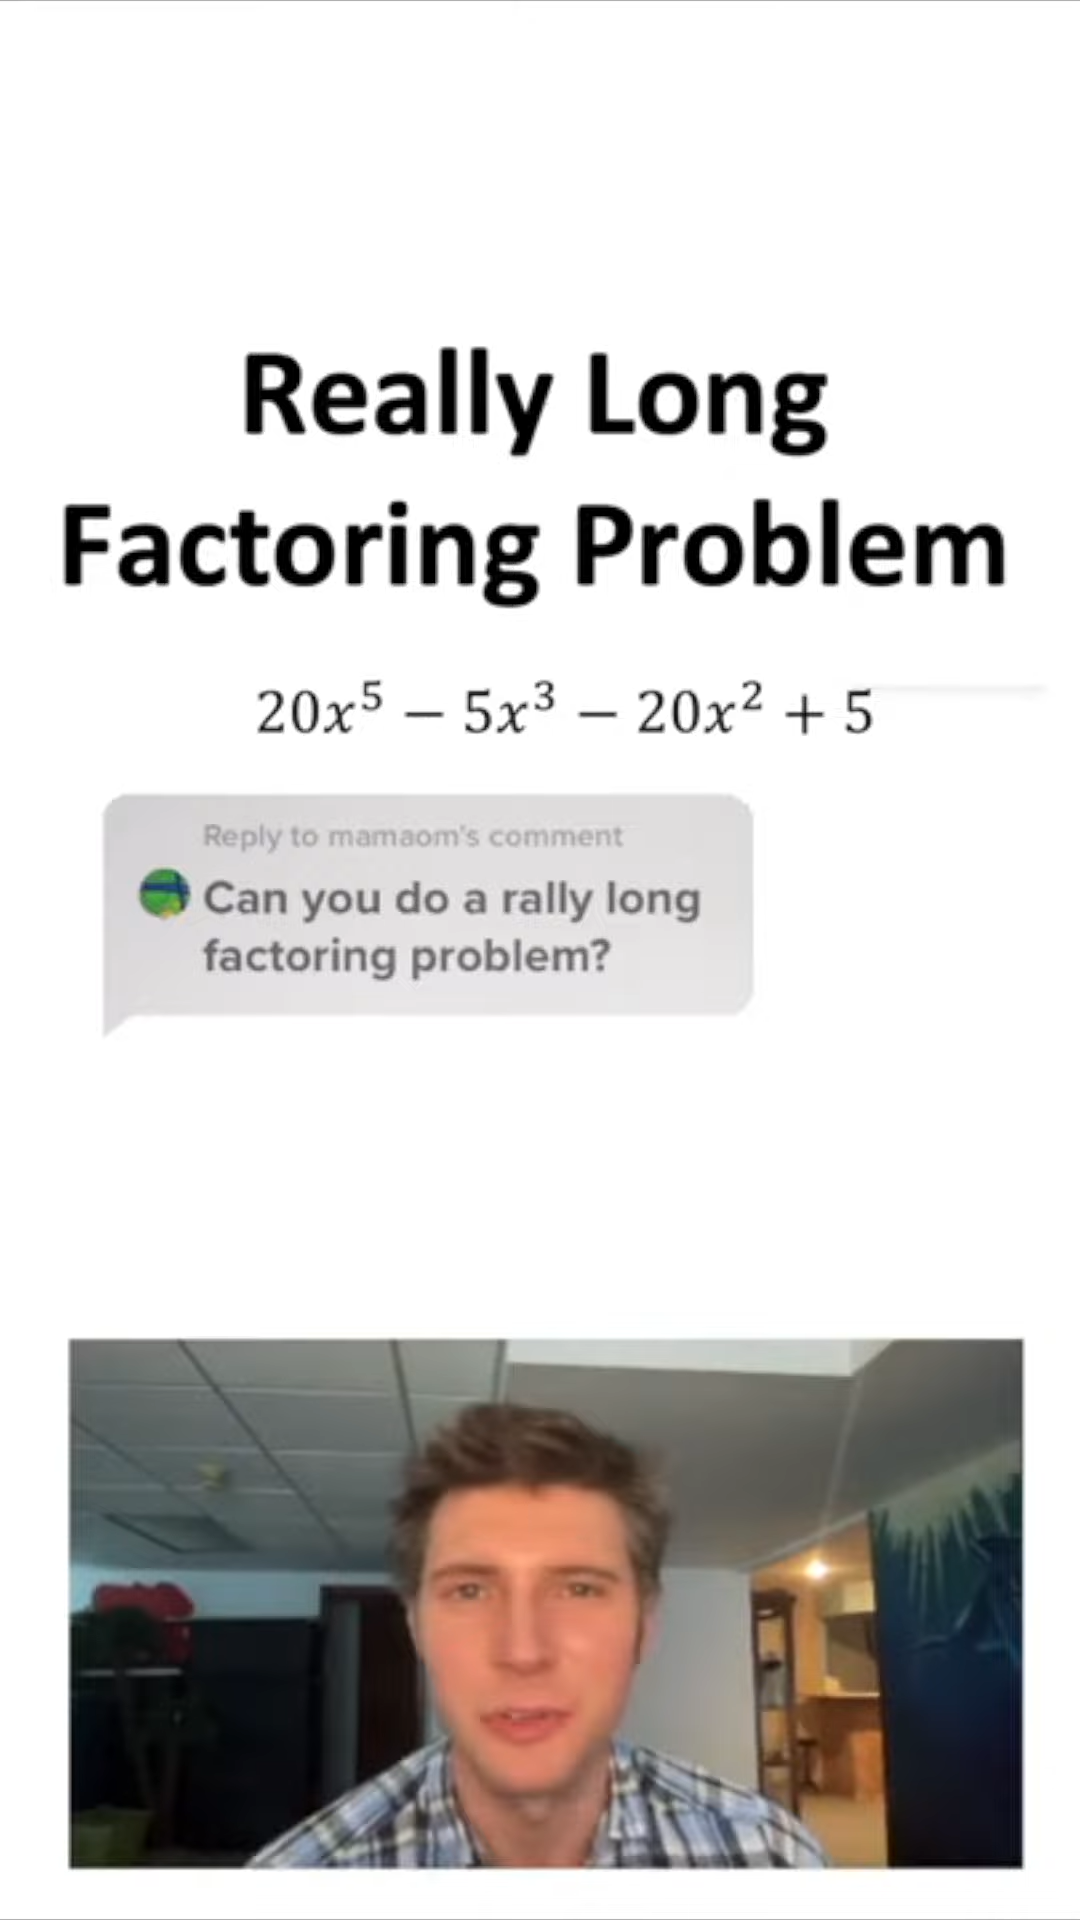 Really Long
Factoring Problem
20x⁵ − 5x³ − 20x² + 5
Reply to mamaom's comment
Can you do a rally long
factoring problem?